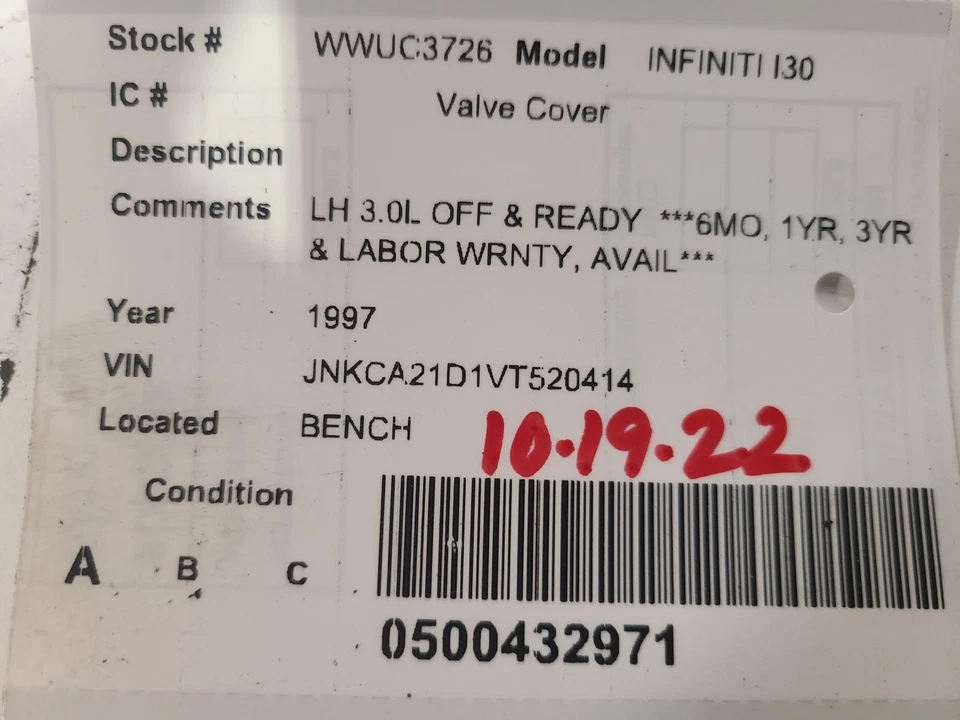 Stock # WWUC3726 Model INFINITI I30
IC # Valve Cover
Description
Comments LH 3.0L OFF & READY ***6MO, 1YR, 3YR
& LABOR WRNTY, AVAIL***
Year 1997
VIN JNKCA21D1VT520414
Located BENCH 10.19.22
Condition
A B C
0500432971